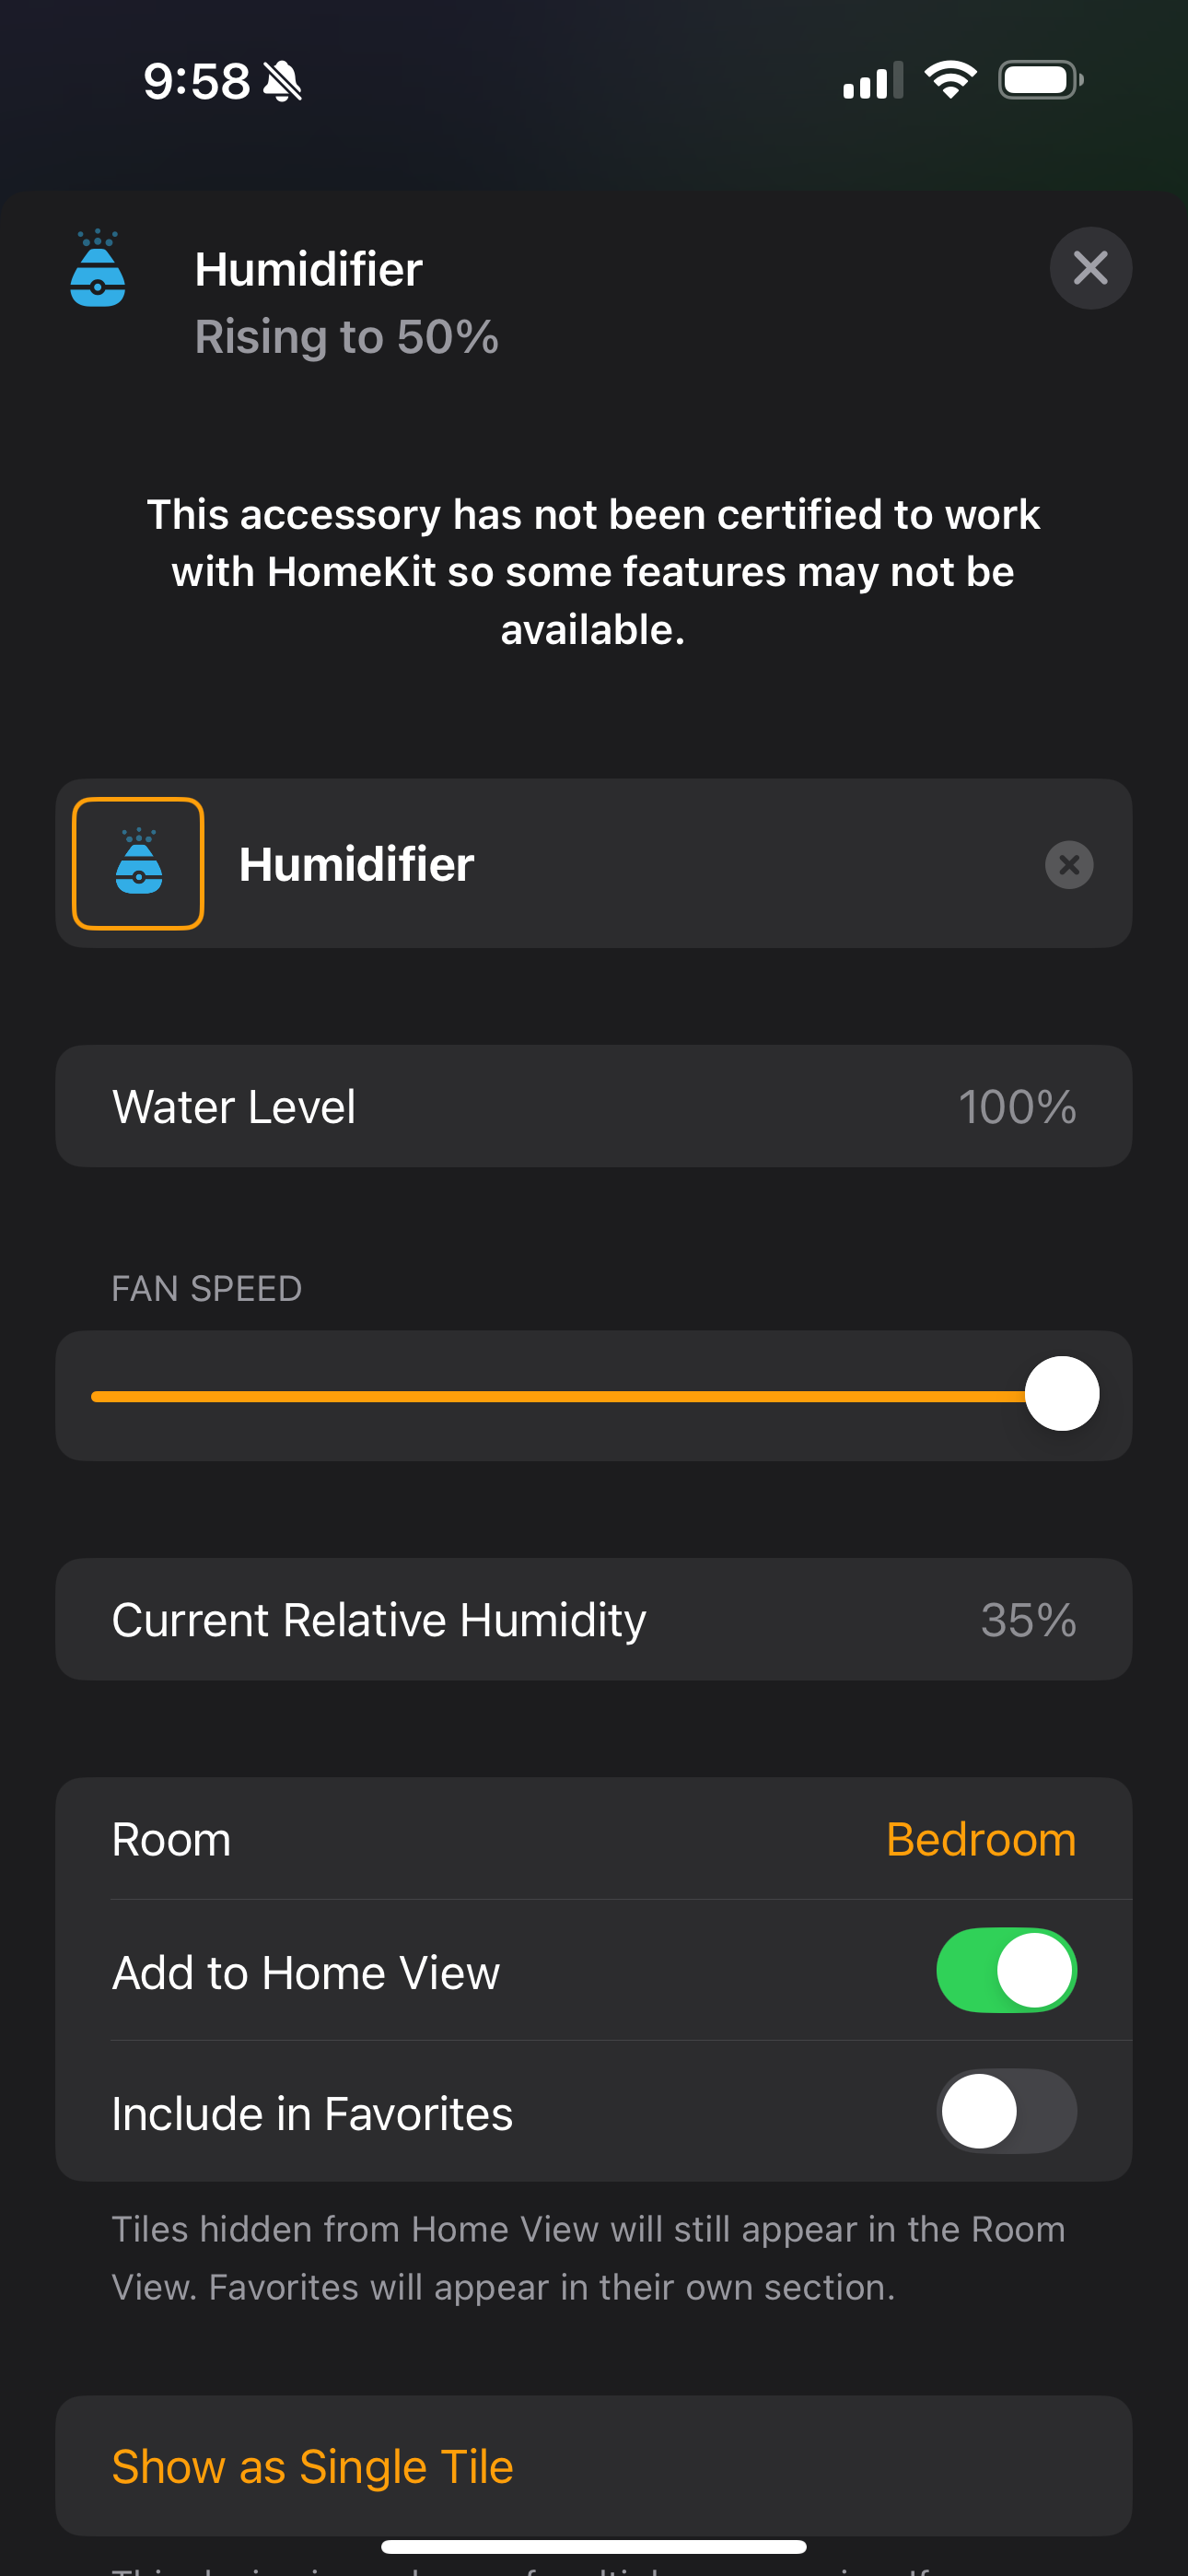 9:58
Humidifier
Rising to 50%
This accessory has not been certified to work
with HomeKit so some features may not be
available.
Humidifier
Water Level 100%
FAN SPEED
Current Relative Humidity 35%
Room Bedroom
Add to Home View
Include in Favorites
Tiles hidden from Home View will still appear in the Room
View. Favorites will appear in their own section.
Show as Single Tile